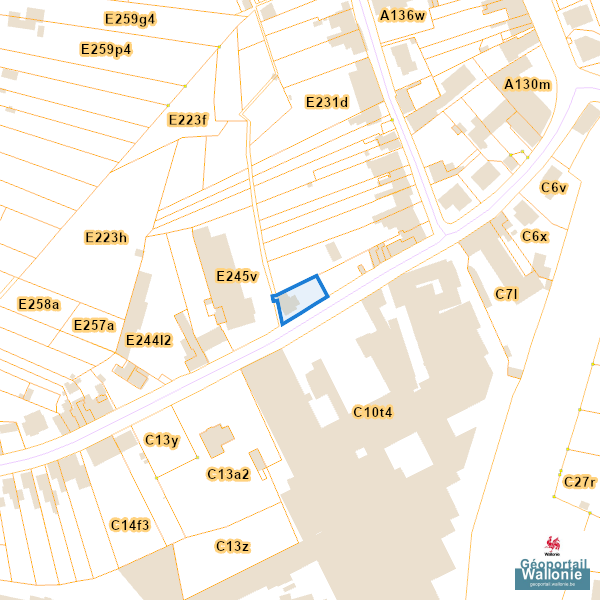 E259g4
A136w
E259p4
A130m
E231d
E223f
C6v
E223h
C6x
E245v
C7l
E258a
E257a
E244l2
C10t4
C13y
C13a2
C27r
C14f3
C13z
Wallonie
Géoportail
Wallonie
geoportail.wallonie.be